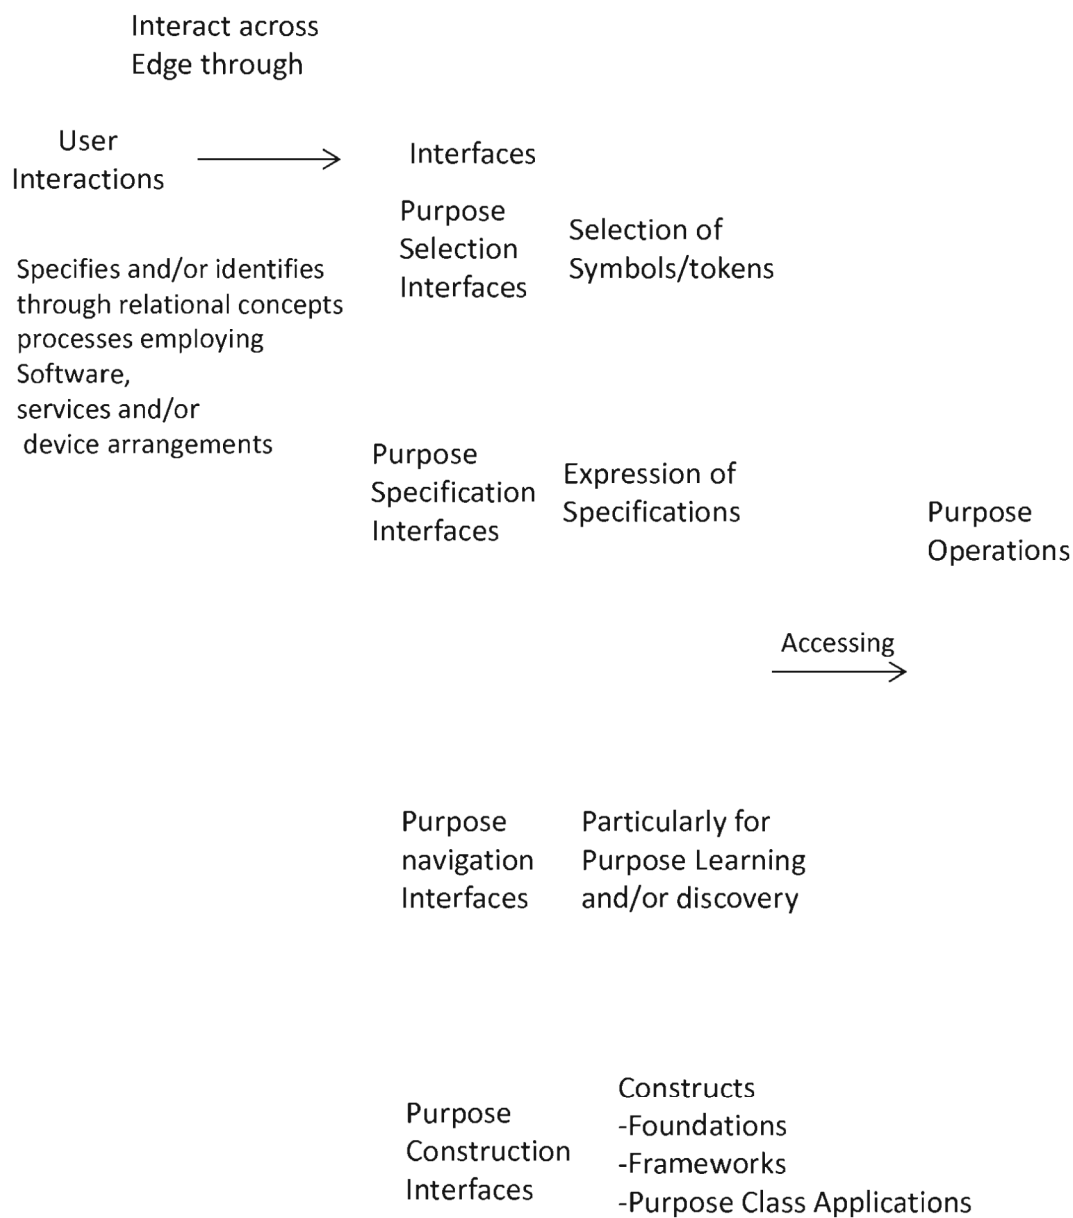 Interact across
Edge through
User
Interactions
Interfaces
Purpose
Selection
Interfaces
Selection of
Symbols/tokens
Specifies and/or identifies
through relational concepts
processes employing
Software,
services and/or
device arrangements
Purpose
Specification
Interfaces
Expression of
Specifications
Purpose
Operations
Accessing
Purpose
navigation
Interfaces
Particularly for
Purpose Learning
and/or discovery
Purpose
Construction
Interfaces
Constructs
-Foundations
-Frameworks
-Purpose Class Applications